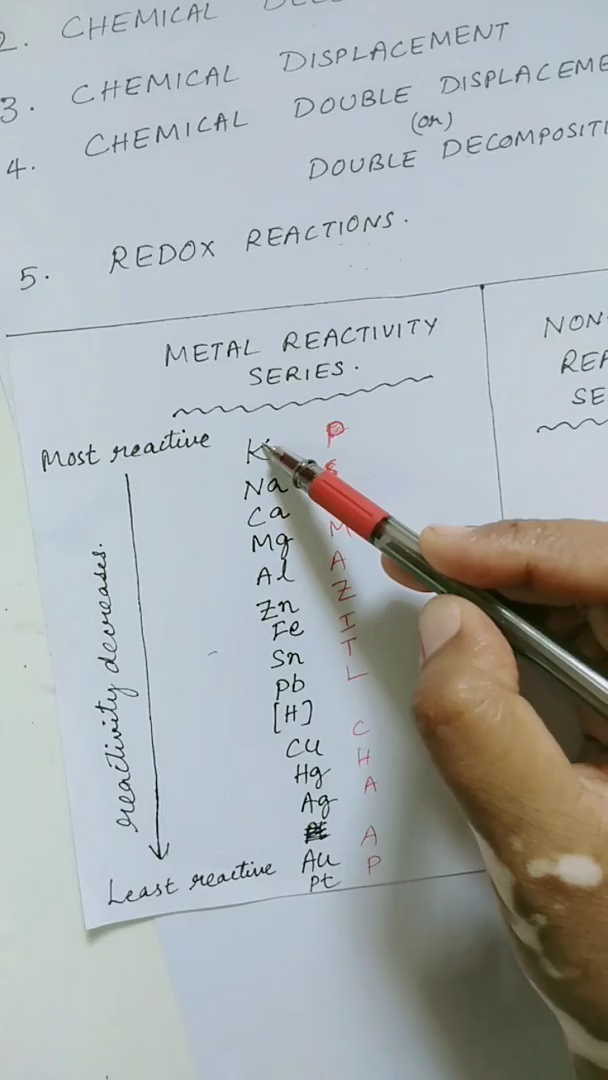 2. CHEMICAL
3. CHEMICAL DISPLACEMENT
4. CHEMICAL DOUBLE DISPLACEME
(or)
DOUBLE DECOMPOSITI
5. REDOX REACTIONS.
METAL REACTIVITY
SERIES.
Most reactive K P
Na S
Ca
Mg M
Al A
Zn Z
Fe I
Sn T
Pb L
[H]
Cu C
Hg H
Ag A
Au A
Pt P
Least reactive
reactivity decreases.
NON-
REA
SE